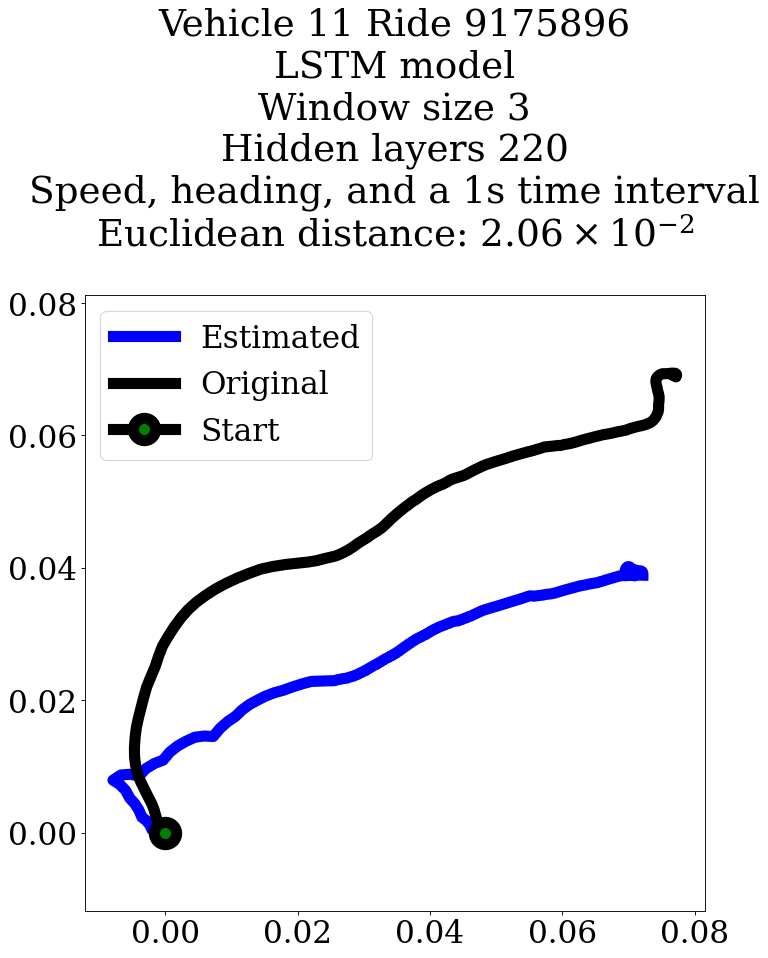 Vehicle 11 Ride 9175896
LSTM model
Window size 3
Hidden layers 220
Speed, heading, and a 1s time interval
Euclidean distance: 2.06 × 10⁻²
0.08
Estimated
Original
Start
0.06
0.04
0.02
0.00
0.00 0.02 0.04 0.06 0.08